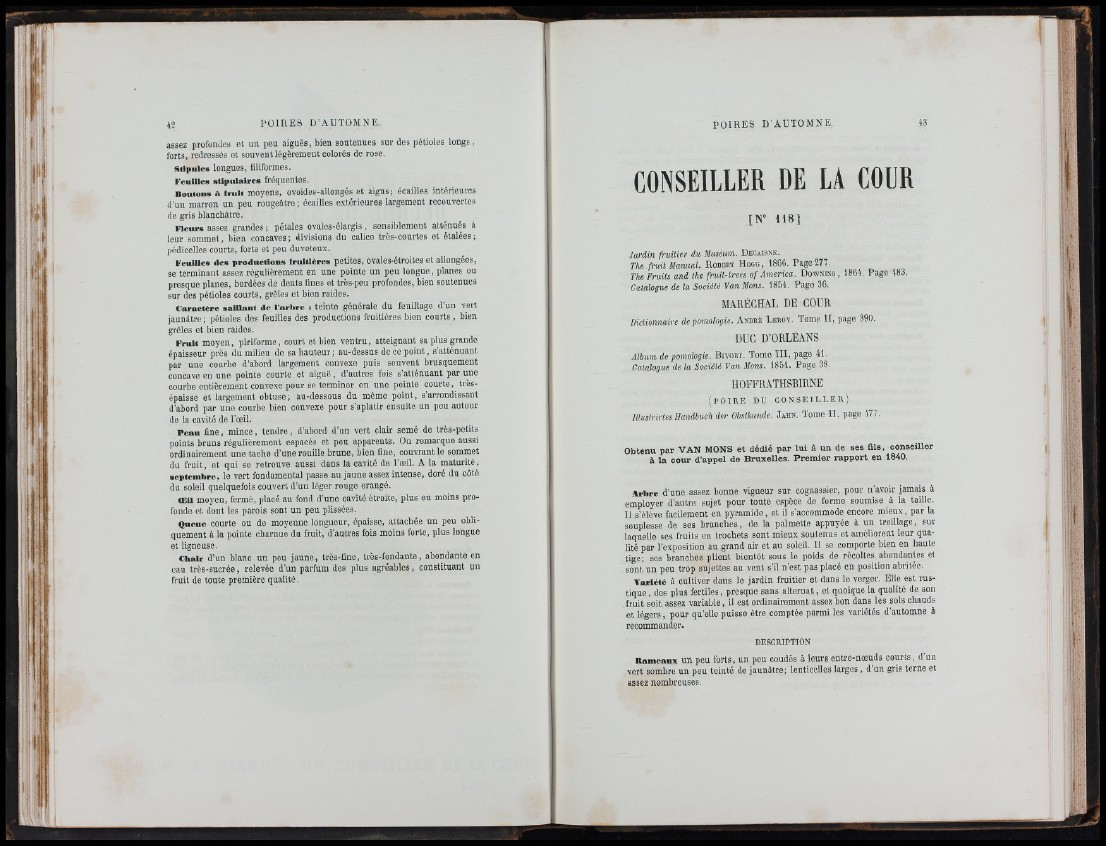 42 POIRES D'AUTOMNE.
assez profondes et un peu aiguës, bien soutenues sur des pétioles longs,
forts, redressés et souvent légèrement colorés de rose.
Stipules longues, filiformes.
Feuilles stipulaires fréquentes.
Boutons à fruit moyens, ovoïdes-allongés et aigus; écailles intérieures
d'un marron un peu rougeâtre; écailles extérieures largement recouvertes
de gris blanchâtre.
Fleurs assez grandes; pétales ovales-élargis, sensiblement atténués à
leur sommet, bien concaves; divisions du calice très-courtes et étalées;
pédicelles courts, forts et peu duveteux.
Feuilles des productions fruitières petites, ovales-étroites et allongées,
se terminant assez régulièrement en une pointe un peu longue, planes ou
presque planes, bordées de dents fines et très-peu profondes, bien soutenues
sur des pétioles courts, grêles et bien raides.
Caractère saillant de l'arbre : teinte générale du feuillage d'un vert
jaunâtre; pétioles des feuilles des productions fruitières bien courts, bien
grêles et bien raides.
Fruit moyen, piriforme, court et bien ventru, atteignant sa plus grande
épaisseur près du milieu de sa hauteur; au-dessus de ce point, s'atténuant
par une courbe d'abord largement convexe puis souvent brusquement
concave en une pointe courte et aiguë, d'autres fois s'atténuant par une
courbe entièrement convexe pour se terminer en une pointe courte, très-
épaisse et largement obtuse; au-dessous du même point, s'arrondissant
d'abord par une courbe bien convexe pour s'aplatir ensuite un peu autour
de la cavité de l'œil.
Peau fine, mince, tendre, d'abord d'un vert clair semé de très-petits
points bruns régulièrement espacés et peu apparents. On remarque aussi
ordinairement une tache d'une rouille brune, bien fine, couvrant le sommet
du fruit, et qui se retrouve aussi dans la cavité de l'œil. A la maturité,
septembre, le vert fondamental passe au jaune assez intense, doré du côté
du soleil quelquefois couvert d'un léger rouge orangé.
Œil moyen, fermé, placé au fond d'une cavité étroite, plus ou moins pro-
fonde et dont les parois sont un peu plissées.
Queue courte ou de moyenne longueur, épaisse, attachée un peu obli-
quement à la pointe charnue du fruit, d'autres fois moins forte, plus longue
et ligneuse.
Chair d'un blanc un peu jaune, très-fine, très-fondante, abondante en
eau très-sucrée, relevée d'un parfum des plus agréables, constituant un
fruit de toute première qualité.
POIRES D'AUTOMNE. 43
CONSEILLER DE LA COUR
[N° 118]
Jardin fruitier du Muséum. DECAISNE.
The fruit Manual. ROBERT HOGG, 1866. Page 277.
The Fruits and the fruit-trees of America. DOWNING, 1864. Page 483.
Catalogue de la Société Van Mons. 1854. Page 36.
MARÉCHAL DE COUR
Dictionnaire de pomologie. ANDRÉ LEROY. Tome II, page 390.
DUC D'ORLÉANS
Album de pomologie. BIVORT. Tome III, page 41.
Catalogue de la Société Van Mons. 1854. Page 38.
HOFFRATHSBIRNE
(POIRE DU CONSEILLER)
Illustrirtes Handbuch der Obstkunde. JAHN. Tome II, page 477.
Obtenu par VAN MONS et dédié par lui à un de ses fils, conseiller
à la cour d'appel de Bruxelles. Premier rapport en 1840.
Arbre d'une assez bonne vigueur sur cognassier, pour n'avoir jamais à
employer d'autre sujet pour toute espèce de forme soumise à la taille.
Il s'élève facilement en pyramide, et il s'accommode encore mieux, par la
souplesse de ses branches, de la palmette appuyée à un treillage, sur
laquelle ses fruits en trochets sont mieux soutenus et améliorent leur qua-
lité par l'exposition au grand air et au soleil. Il se comporte bien en haute
tige; ses branches plient bientôt sous le poids de récoltes abondantes et
sont un peu trop sujettes au vent s'il n'est pas placé en position abritée.
Variété à cultiver dans le jardin fruitier et dans le verger. Elle est rus-
tique, des plus fertiles, presque sans alternat, et quoique la qualité de son
fruit soit assez variable, il est ordinairement assez bon dans les sols chauds
et légers, pour qu'elle puisse être comptée parmi les variétés d'automne à
recommander.
DESCRIPTION
Rameaux un peu forts, un peu coudés à leurs entre-nœuds courts, d'un
vert sombre un peu teinté de jaunâtre; lenticelles larges, d'un gris terne et
assez nombreuses.